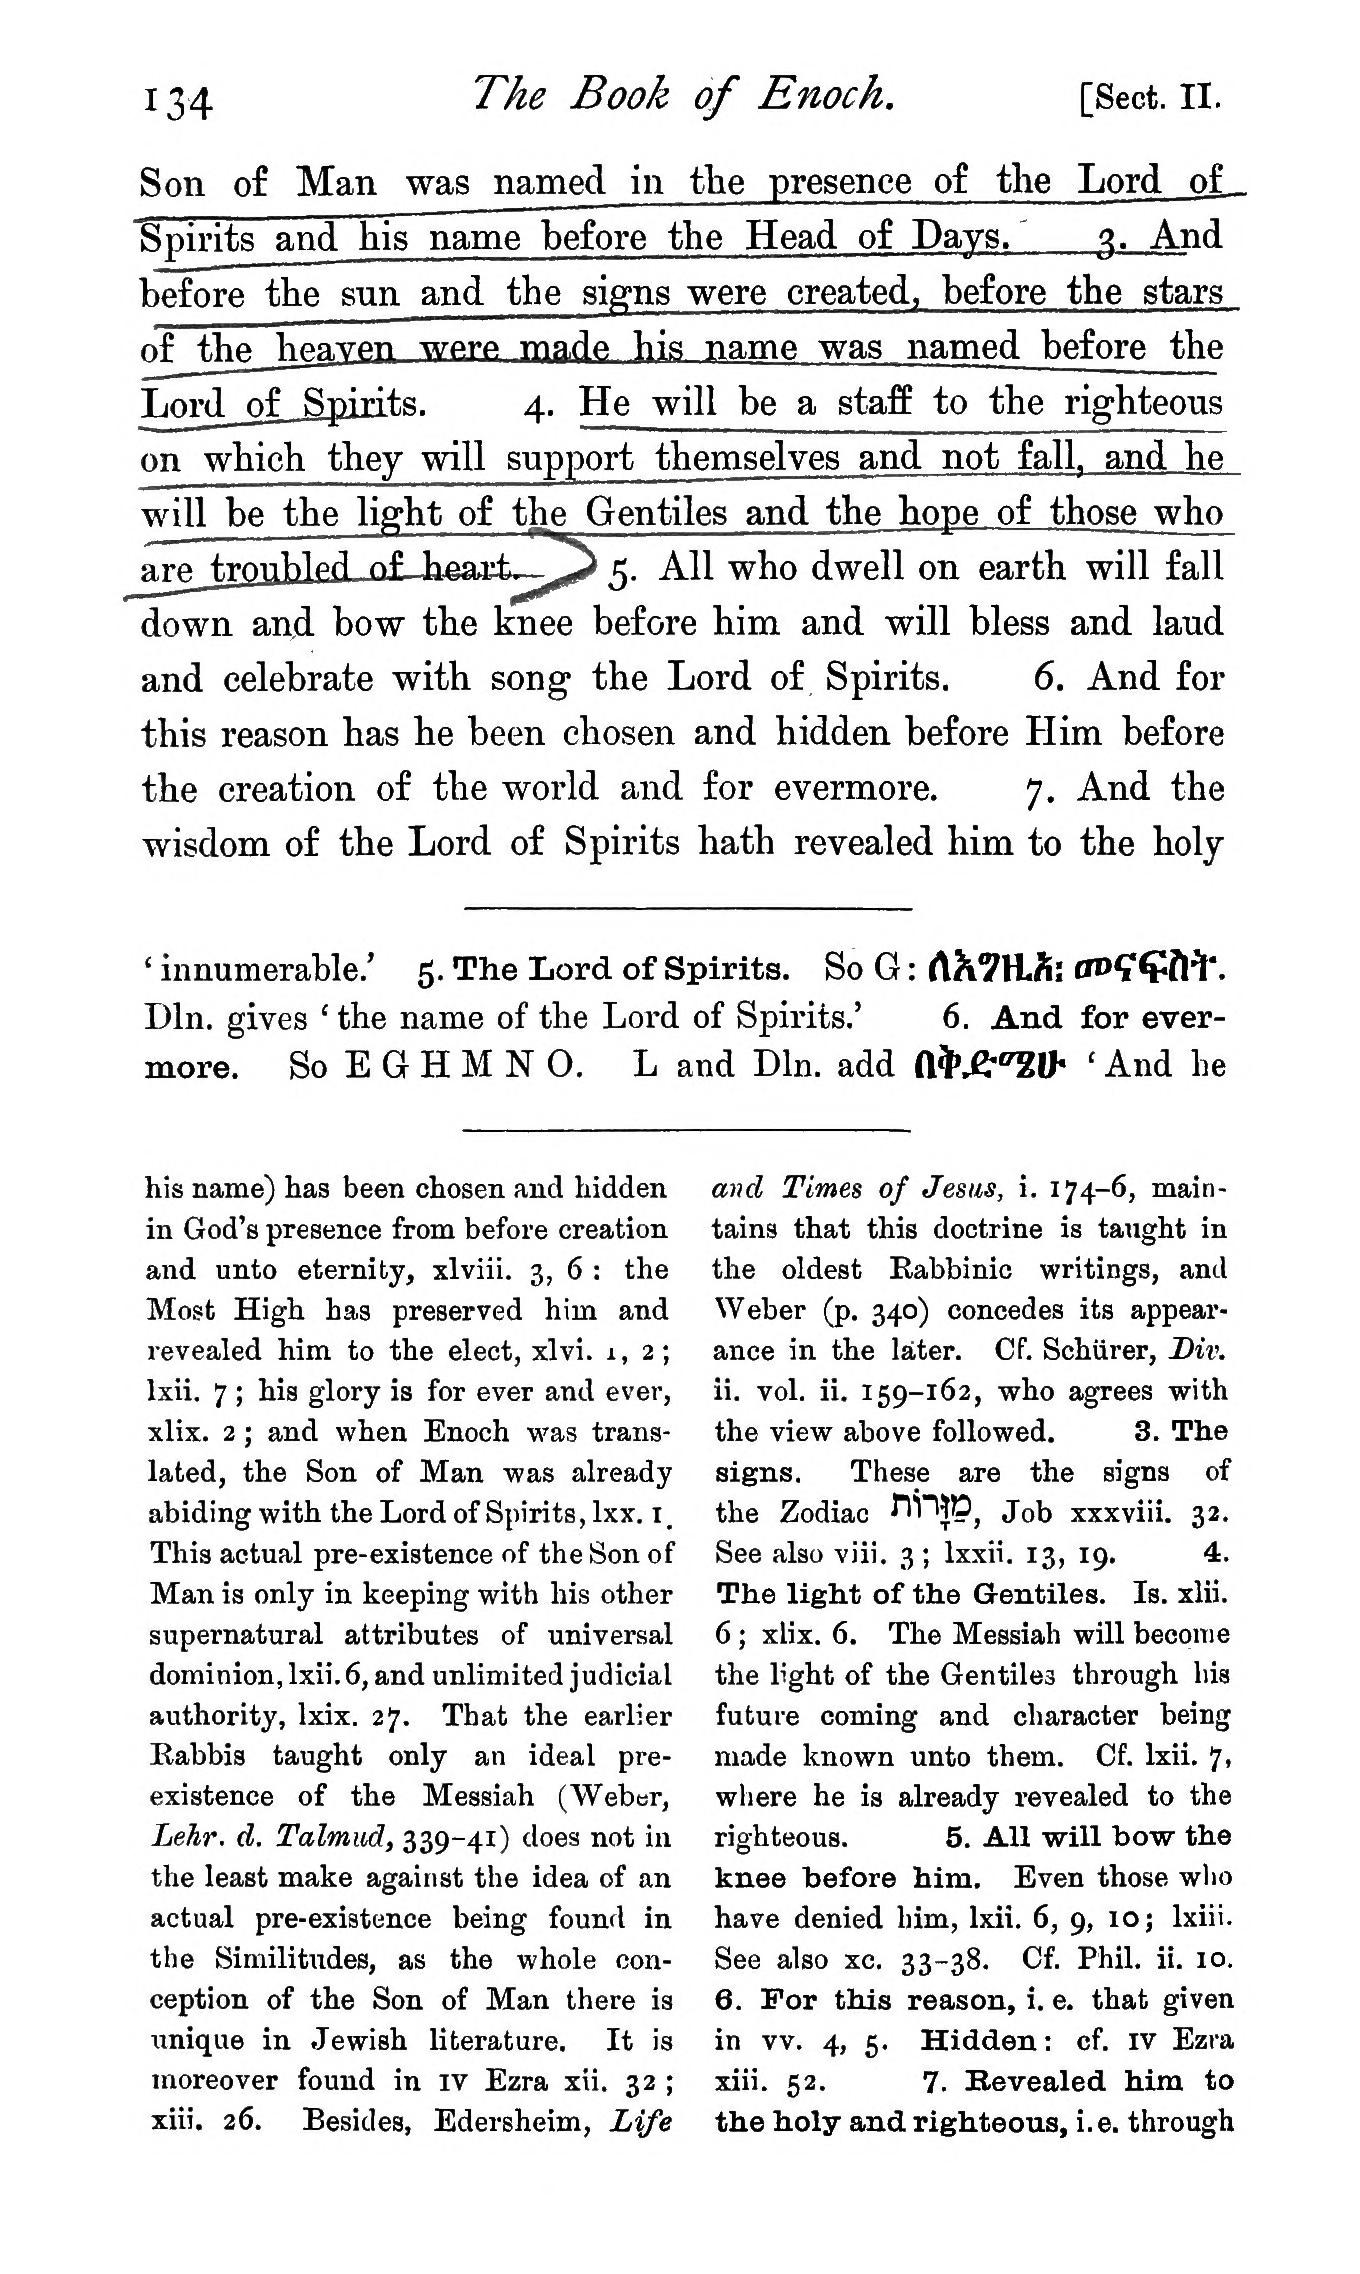 134 The Book of Enoch. [Sect. II.
Son of Man was named in the presence of the Lord of
Spirits and his name before the Head of Days. 3. And
before the sun and the signs were created, before the stars
of the heaven were made his name was named before the
Lord of Spirits. 4. He will be a staff to the righteous
on which they will support themselves and not fall, and he
will be the light of the Gentiles and the hope of those who
are troubled of heart. 5. All who dwell on earth will fall
down and bow the knee before him and will bless and laud
and celebrate with song the Lord of Spirits. 6. And for
this reason has he been chosen and hidden before Him before
the creation of the world and for evermore. 7. And the
wisdom of the Lord of Spirits hath revealed him to the holy
‘innumerable.’ 5. The Lord of Spirits. So G: ለእግዚአ፡ መናፍስት.
Dln. gives ‘the name of the Lord of Spirits.’ 6. And for ever-
more. So E G H M N O. L and Dln. add በቅድሜሁ ‘And he
his name) has been chosen and hidden
in God's presence from before creation
and unto eternity, xlviii. 3, 6 : the
Most High has preserved him and
revealed him to the elect, xlvi. 1, 2 ;
lxii. 7 ; his glory is for ever and ever,
xlix. 2 ; and when Enoch was trans-
lated, the Son of Man was already
abiding with the Lord of Spirits, lxx. 1.
This actual pre-existence of the Son of
Man is only in keeping with his other
supernatural attributes of universal
dominion, lxii. 6, and unlimited judicial
authority, lxix. 27. That the earlier
Rabbis taught only an ideal pre-
existence of the Messiah (Weber,
Lehr. d. Talmud, 339–41) does not in
the least make against the idea of an
actual pre-existence being found in
the Similitudes, as the whole con-
ception of the Son of Man there is
unique in Jewish literature. It is
moreover found in IV Ezra xii. 32 ;
xiii. 26. Besides, Edersheim, Life
and Times of Jesus, i. 174–6, main-
tains that this doctrine is taught in
the oldest Rabbinic writings, and
Weber (p. 340) concedes its appear-
ance in the later. Cf. Schürer, Div.
ii. vol. ii. 159–162, who agrees with
the view above followed. 3. The
signs. These are the signs of
the Zodiac מַזָּרוֹת, Job xxxviii. 32.
See also viii. 3 ; lxxii. 13, 19. 4.
The light of the Gentiles. Is. xlii.
6 ; xlix. 6. The Messiah will become
the light of the Gentiles through his
future coming and character being
made known unto them. Cf. lxii. 7,
where he is already revealed to the
righteous. 5. All will bow the
knee before him. Even those who
have denied him, lxii. 6, 9, 10 ; lxiii.
See also xc. 33–38. Cf. Phil. ii. 10.
6. For this reason, i. e. that given
in vv. 4, 5. Hidden : cf. IV Ezra
xiii. 52. 7. Revealed him to
the holy and righteous, i. e. through